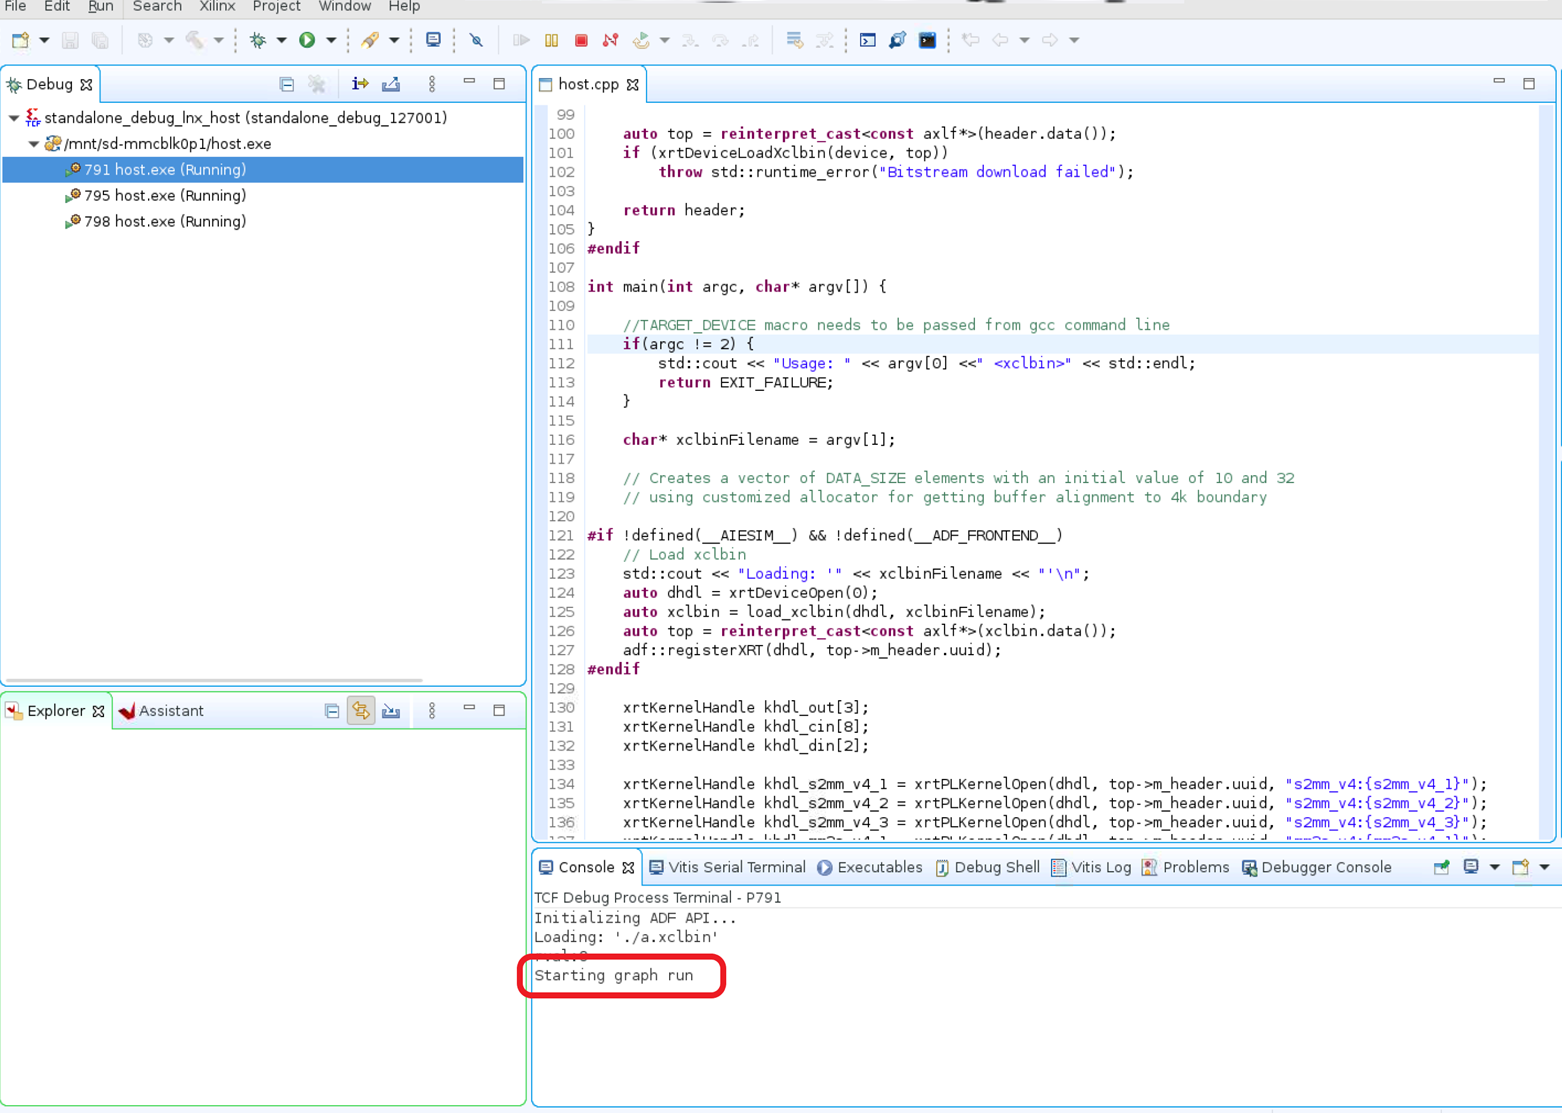 File Edit Run Search Xilinx Project Window Help
Debug
standalone_debug_lnx_host (standalone_debug_127001)
/mnt/sd-mmcblk0p1/host.exe
791 host.exe (Running)
795 host.exe (Running)
798 host.exe (Running)
Explorer Assistant
host.cpp
99
100 auto top = reinterpret_cast<const axlf*>(header.data());
101 if (xrtDeviceLoadXclbin(device, top))
102 throw std::runtime_error("Bitstream download failed");
103
104 return header;
105 }
106 #endif
107
108 int main(int argc, char* argv[]) {
109
110 //TARGET_DEVICE macro needs to be passed from gcc command line
111 if(argc != 2) {
112 std::cout << "Usage: " << argv[0] <<" <xclbin>" << std::endl;
113 return EXIT_FAILURE;
114 }
115
116 char* xclbinFilename = argv[1];
117
118 // Creates a vector of DATA_SIZE elements with an initial value of 10 and 32
119 // using customized allocator for getting buffer alignment to 4k boundary
120
121 #if !defined(__AIESIM__) && !defined(__ADF_FRONTEND__)
122 // Load xclbin
123 std::cout << "Loading: '" << xclbinFilename << "'\n";
124 auto dhdl = xrtDeviceOpen(0);
125 auto xclbin = load_xclbin(dhdl, xclbinFilename);
126 auto top = reinterpret_cast<const axlf*>(xclbin.data());
127 adf::registerXRT(dhdl, top->m_header.uuid);
128 #endif
129
130 xrtKernelHandle khdl_out[3];
131 xrtKernelHandle khdl_cin[8];
132 xrtKernelHandle khdl_din[2];
133
134 xrtKernelHandle khdl_s2mm_v4_1 = xrtPLKernelOpen(dhdl, top->m_header.uuid, "s2mm_v4:{s2mm_v4_1}");
135 xrtKernelHandle khdl_s2mm_v4_2 = xrtPLKernelOpen(dhdl, top->m_header.uuid, "s2mm_v4:{s2mm_v4_2}");
136 xrtKernelHandle khdl_s2mm_v4_3 = xrtPLKernelOpen(dhdl, top->m_header.uuid, "s2mm_v4:{s2mm_v4_3}");
Console Vitis Serial Terminal Executables Debug Shell Vitis Log Problems Debugger Console
TCF Debug Process Terminal - P791
Initializing ADF API...
Loading: './a.xclbin'
Starting graph run